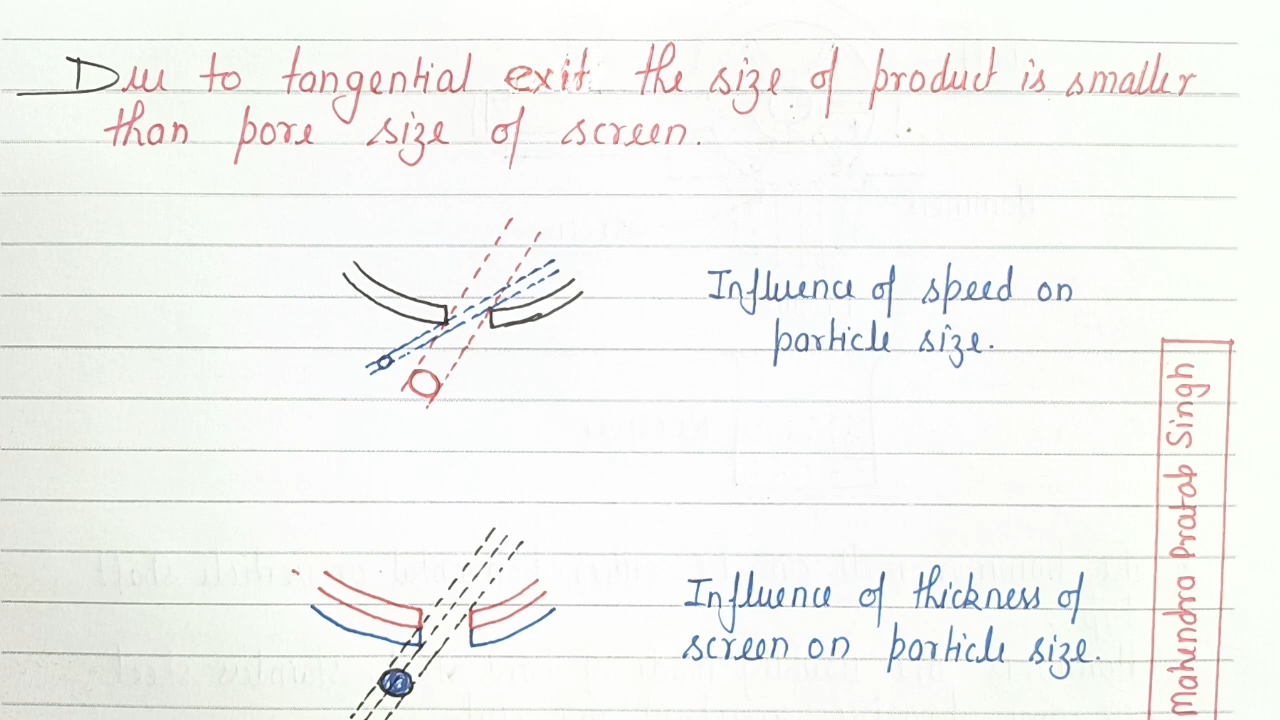 Due to tangential exit the size of product is smaller
than pore size of screen.
Influence of speed on
particle size.
Mahendra Pratap Singh
Influence of thickness of
screen on particle size.